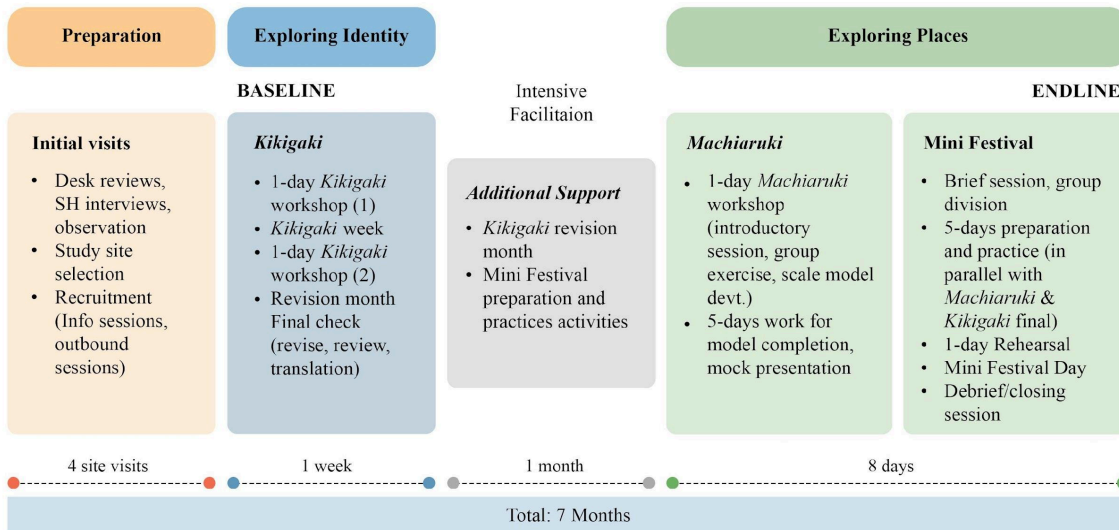 Preparation
Exploring Identity
Exploring Places
BASELINE
Intensive
Facilitaion
ENDLINE
Initial visits
• Desk reviews,
SH interviews,
observation
• Study site
selection
• Recruitment
(Info sessions,
outbound
sessions)
Kikigaki
• 1-day Kikigaki
workshop (1)
• Kikigaki week
• 1-day Kikigaki
workshop (2)
• Revision month
Final check
(revise, review,
translation)
Additional Support
• Kikigaki revision
month
• Mini Festival
preparation and
practices activities
Machiaruki
• 1-day Machiaruki
workshop
(introductory
session, group
exercise, scale model
devt.)
• 5-days work for
model completion,
mock presentation
Mini Festival
• Brief session, group
division
• 5-days preparation
and practice (in
parallel with
Machiaruki &
Kikigaki final)
• 1-day Rehearsal
• Mini Festival Day
• Debrief/closing
session
4 site visits
1 week
1 month
8 days
Total: 7 Months